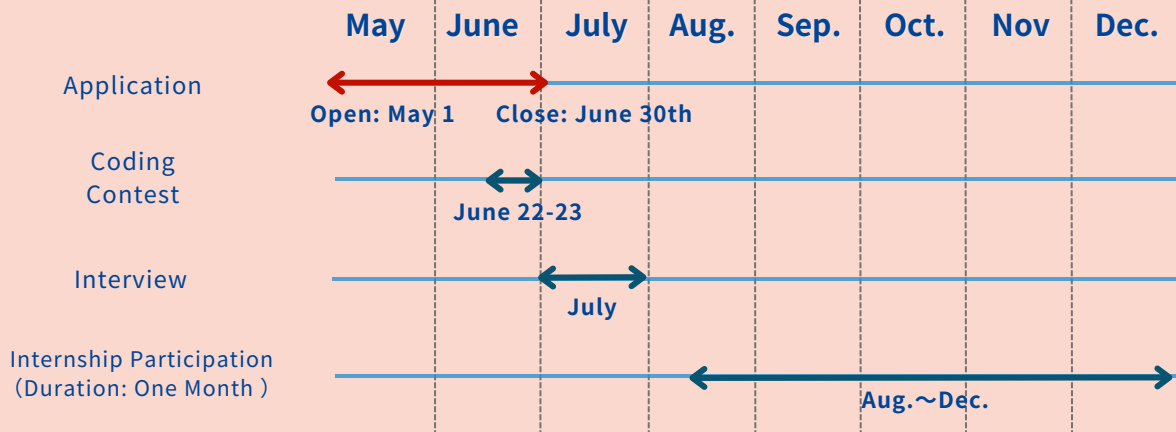 May June July Aug. Sep. Oct. Nov Dec.
Application
Open: May 1 Close: June 30th
Coding
Contest
June 22-23
Interview
July
Internship Participation
（Duration: One Month ）
Aug.〜Dec.